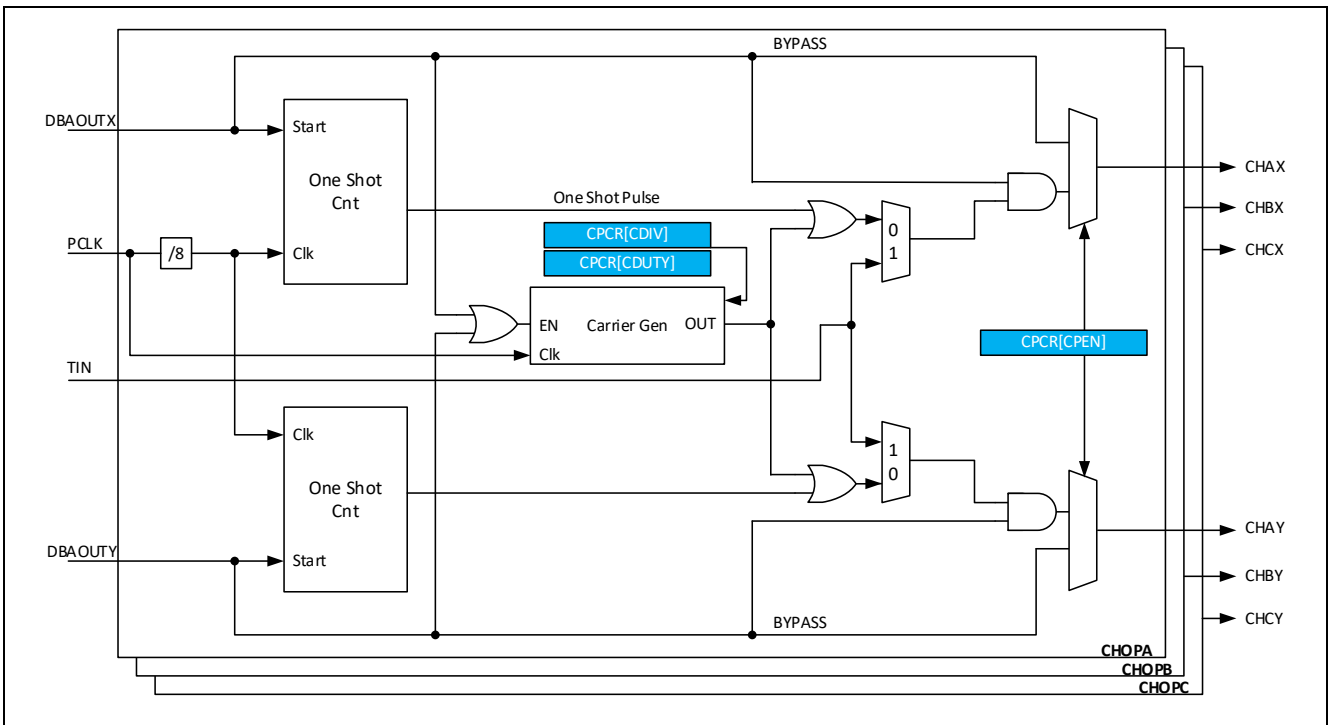 BYPASS
DBAOUTX
Start
One Shot
Cnt
CHAX
One Shot Pulse
CHBX
CPCR[CDIV]
0
PCLK
/8
Clk
1
CHCX
CPCR[CDUTY]
EN
Carrier Gen
OUT
CPCR[CPEN]
Clk
TIN
Clk
1
0
One Shot
Cnt
CHAY
DBAOUTY
Start
CHBY
CHCY
BYPASS
CHOPA
CHOPB
CHOPC